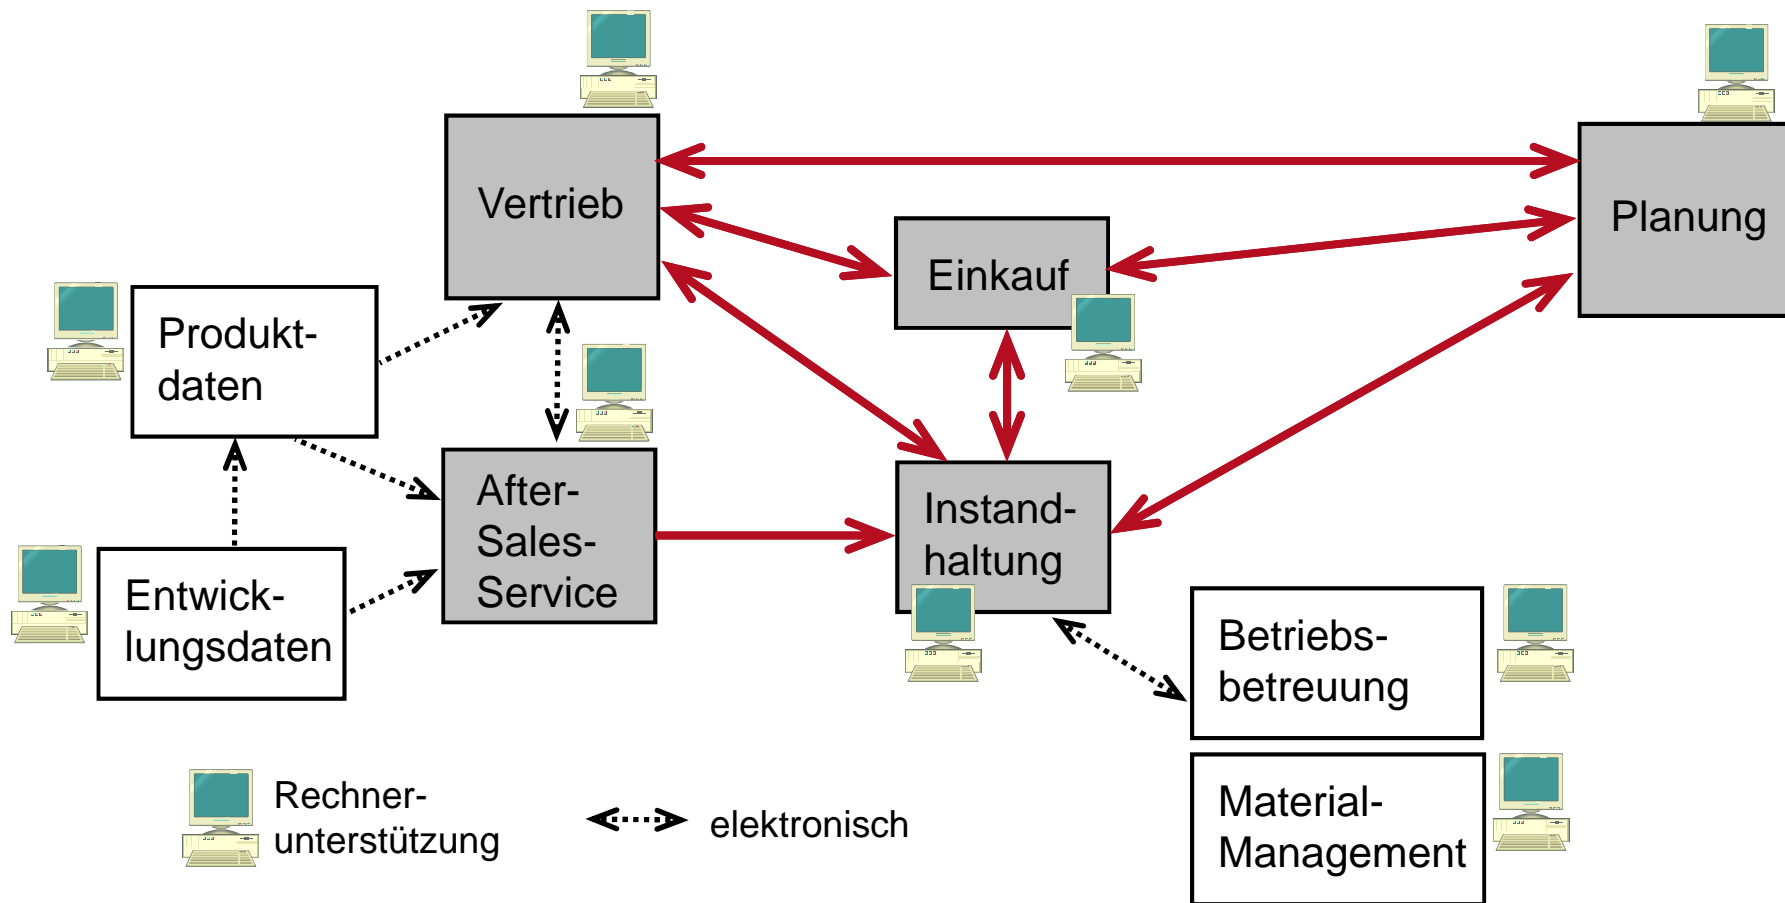 Vertrieb
Planung
Einkauf
Produkt-
daten
After-
Sales-
Service
Instand-
haltung
Entwick-
lungsdaten
Betriebs-
betreuung
Rechner-
unterstützung
elektronisch
Material-
Management